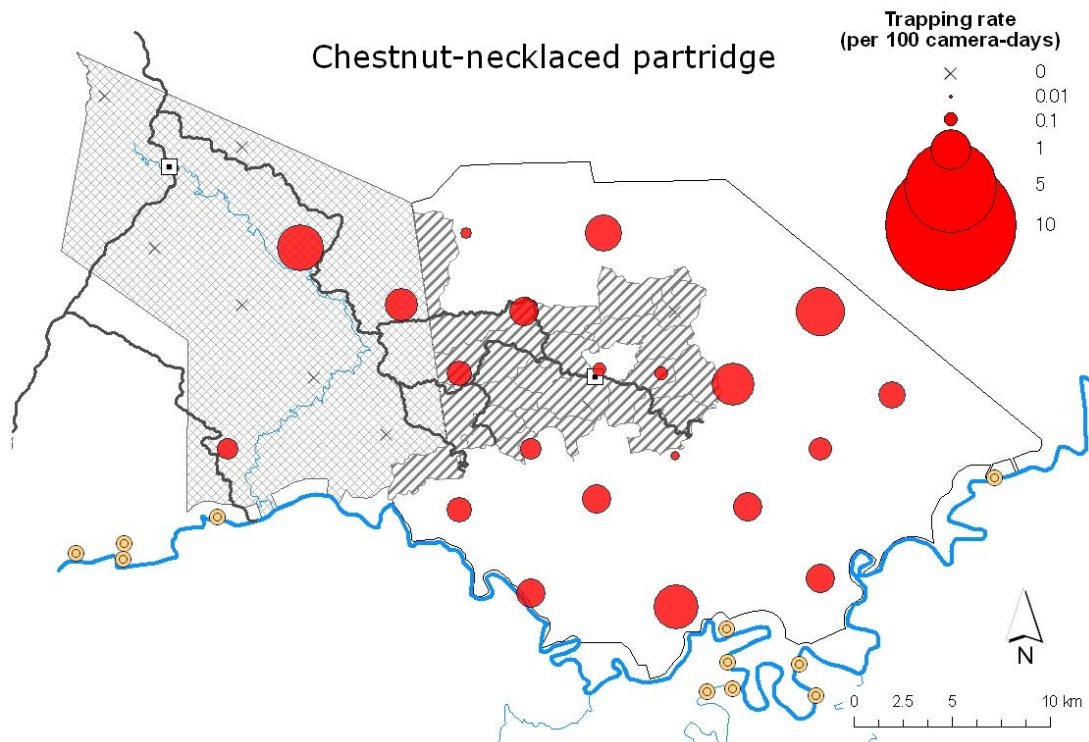 Chestnut-necklaced partridge
Trapping rate
(per 100 camera-days)
0
0.01
0.1
1
5
10
N
0 2.5 5 10 km